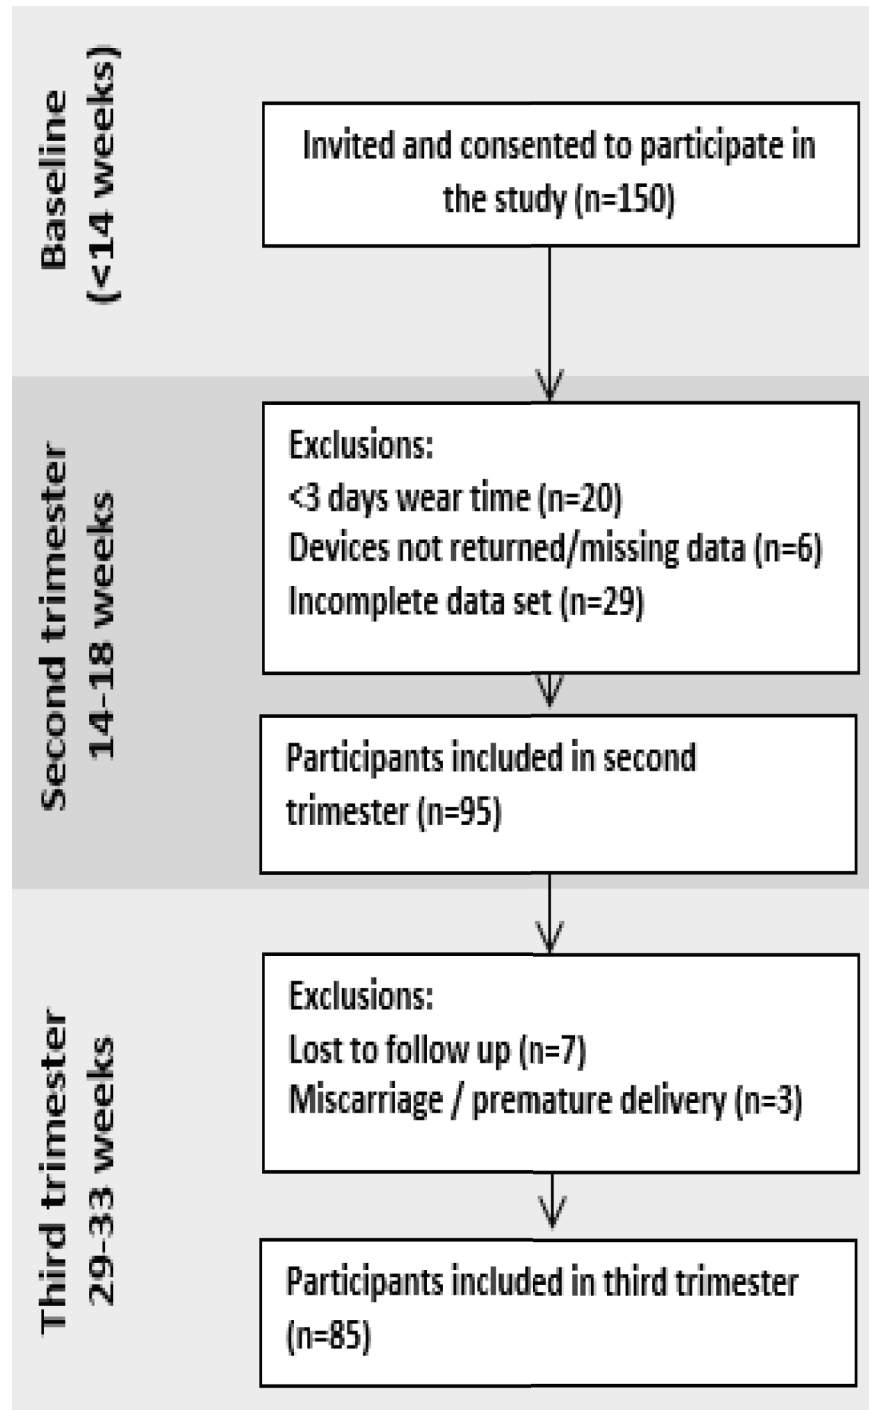 Baseline
(<14 weeks)
Invited and consented to participate in
the study (n=150)
Second trimester
14-18 weeks
Exclusions:
<3 days wear time (n=20)
Devices not returned/missing data (n=6)
Incomplete data set (n=29)
Participants included in second
trimester (n=95)
Third trimester
29-33 weeks
Exclusions:
Lost to follow up (n=7)
Miscarriage / premature delivery (n=3)
Participants included in third trimester
(n=85)